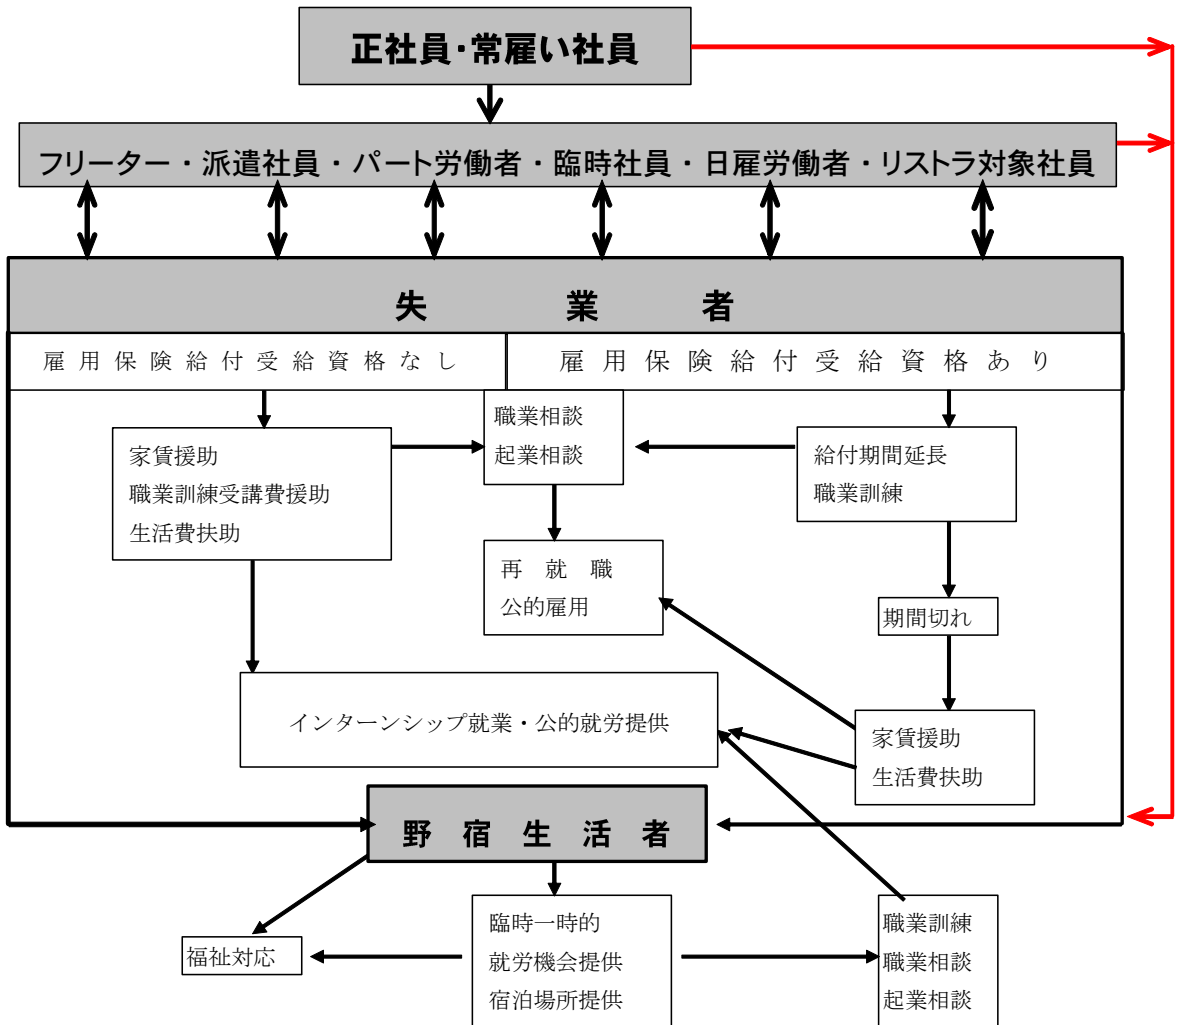 正社員・常雇い社員
フリーター・派遣社員・パート労働者・臨時社員・日雇労働者・リストラ対象社員
失業者
雇用保険給付受給資格なし
雇用保険給付受給資格あり
家賃援助
職業訓練受講費援助
生活費扶助
職業相談
起業相談
給付期間延長
職業訓練
再就職
公的雇用
期間切れ
インターンシップ就業・公的就労提供
家賃援助
生活費扶助
野宿生活者
福祉対応
臨時一時的
就労機会提供
宿泊場所提供
職業訓練
職業相談
起業相談